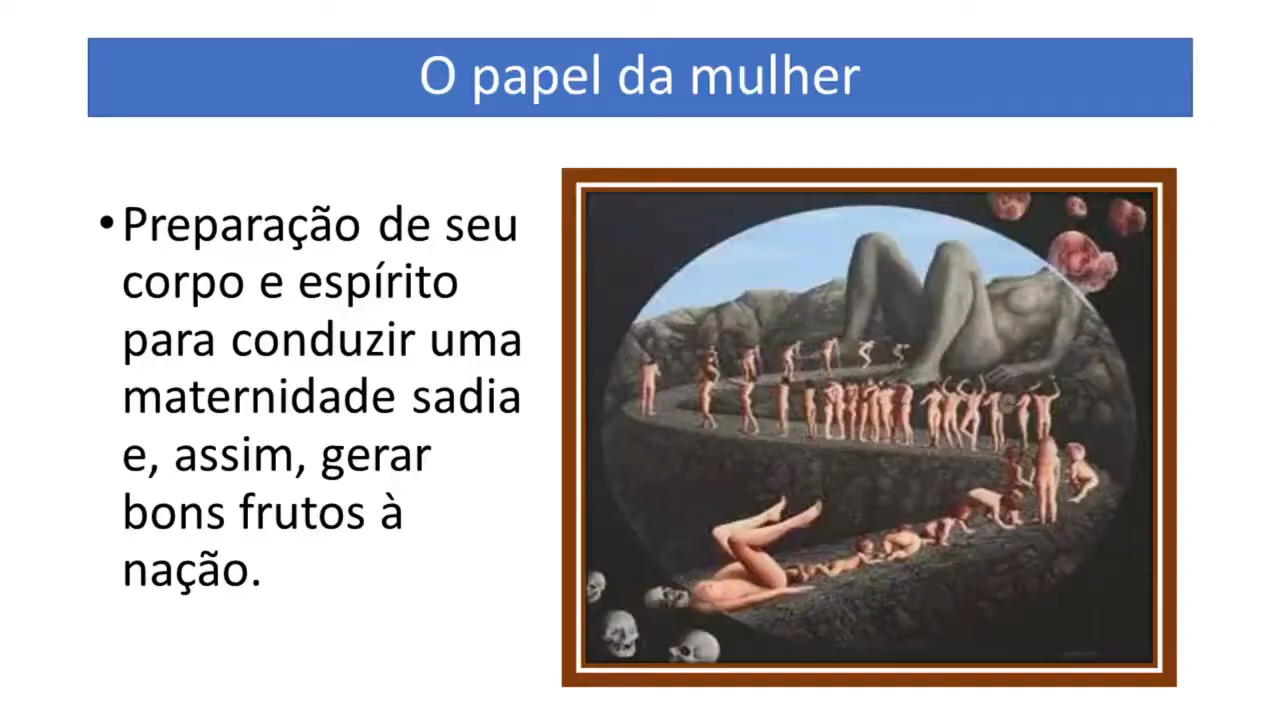 O papel da mulher
•Preparação de seu
corpo e espírito
para conduzir uma
maternidade sadia
e, assim, gerar
bons frutos à
nação.